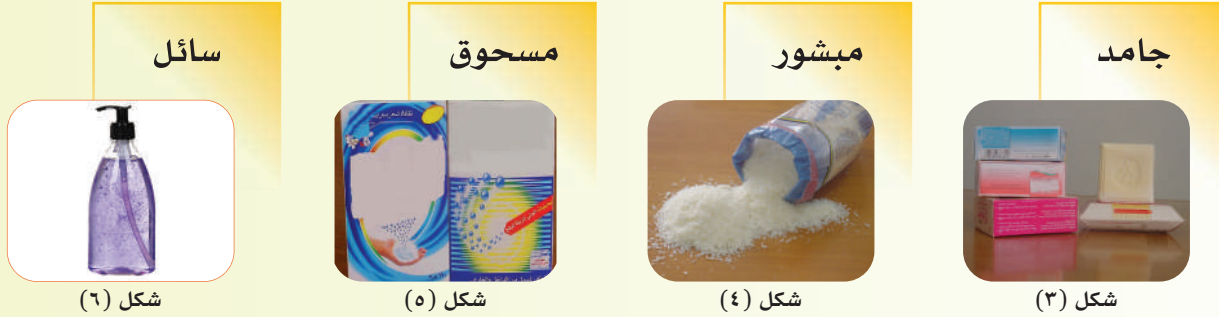 جامد
مبشور
مسحوق
سائل
شكل (٣)
شكل (٤)
شكل (٥)
شكل (٦)